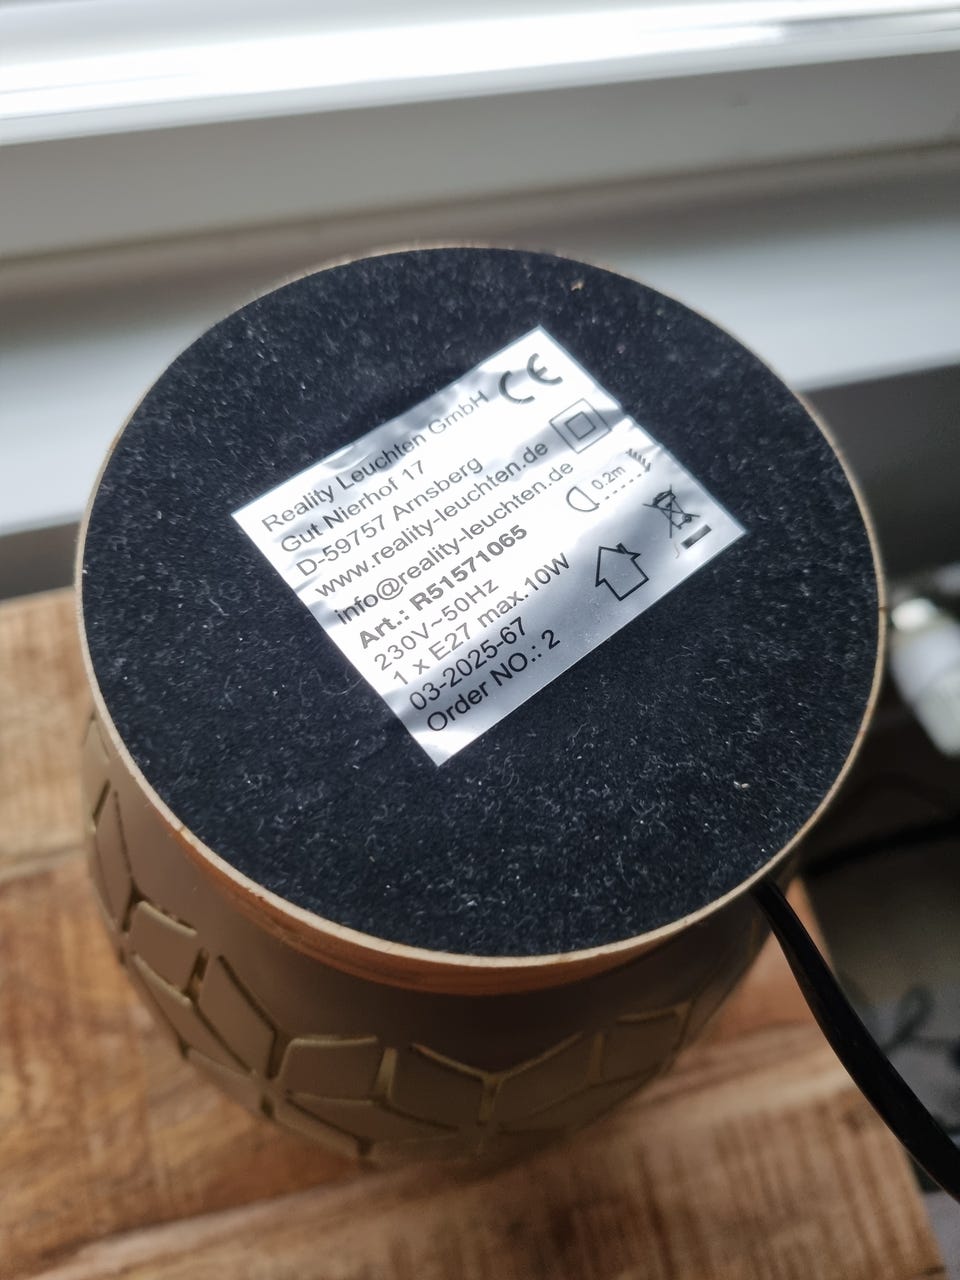 Reality Leuchten GmbH
Gut Nierhof 17
D-59757 Arnsberg
www.reality-leuchten.de
info@reality-leuchten.de
Art.: R51571065
230V~50Hz
1 x E27 max.10W
03-2025-67
Order NO.: 2
CE
0.2m